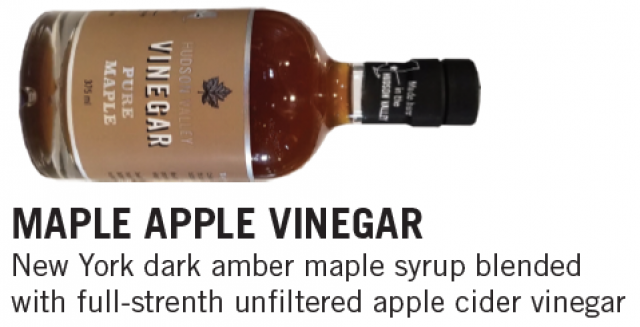 HUDSON VALLEY
VINEGAR
PURE
MAPLE
375 ml
Made here
in the
HUDSON VALLEY
MAPLE APPLE VINEGAR
New York dark amber maple syrup blended
with full-strenth unfiltered apple cider vinegar